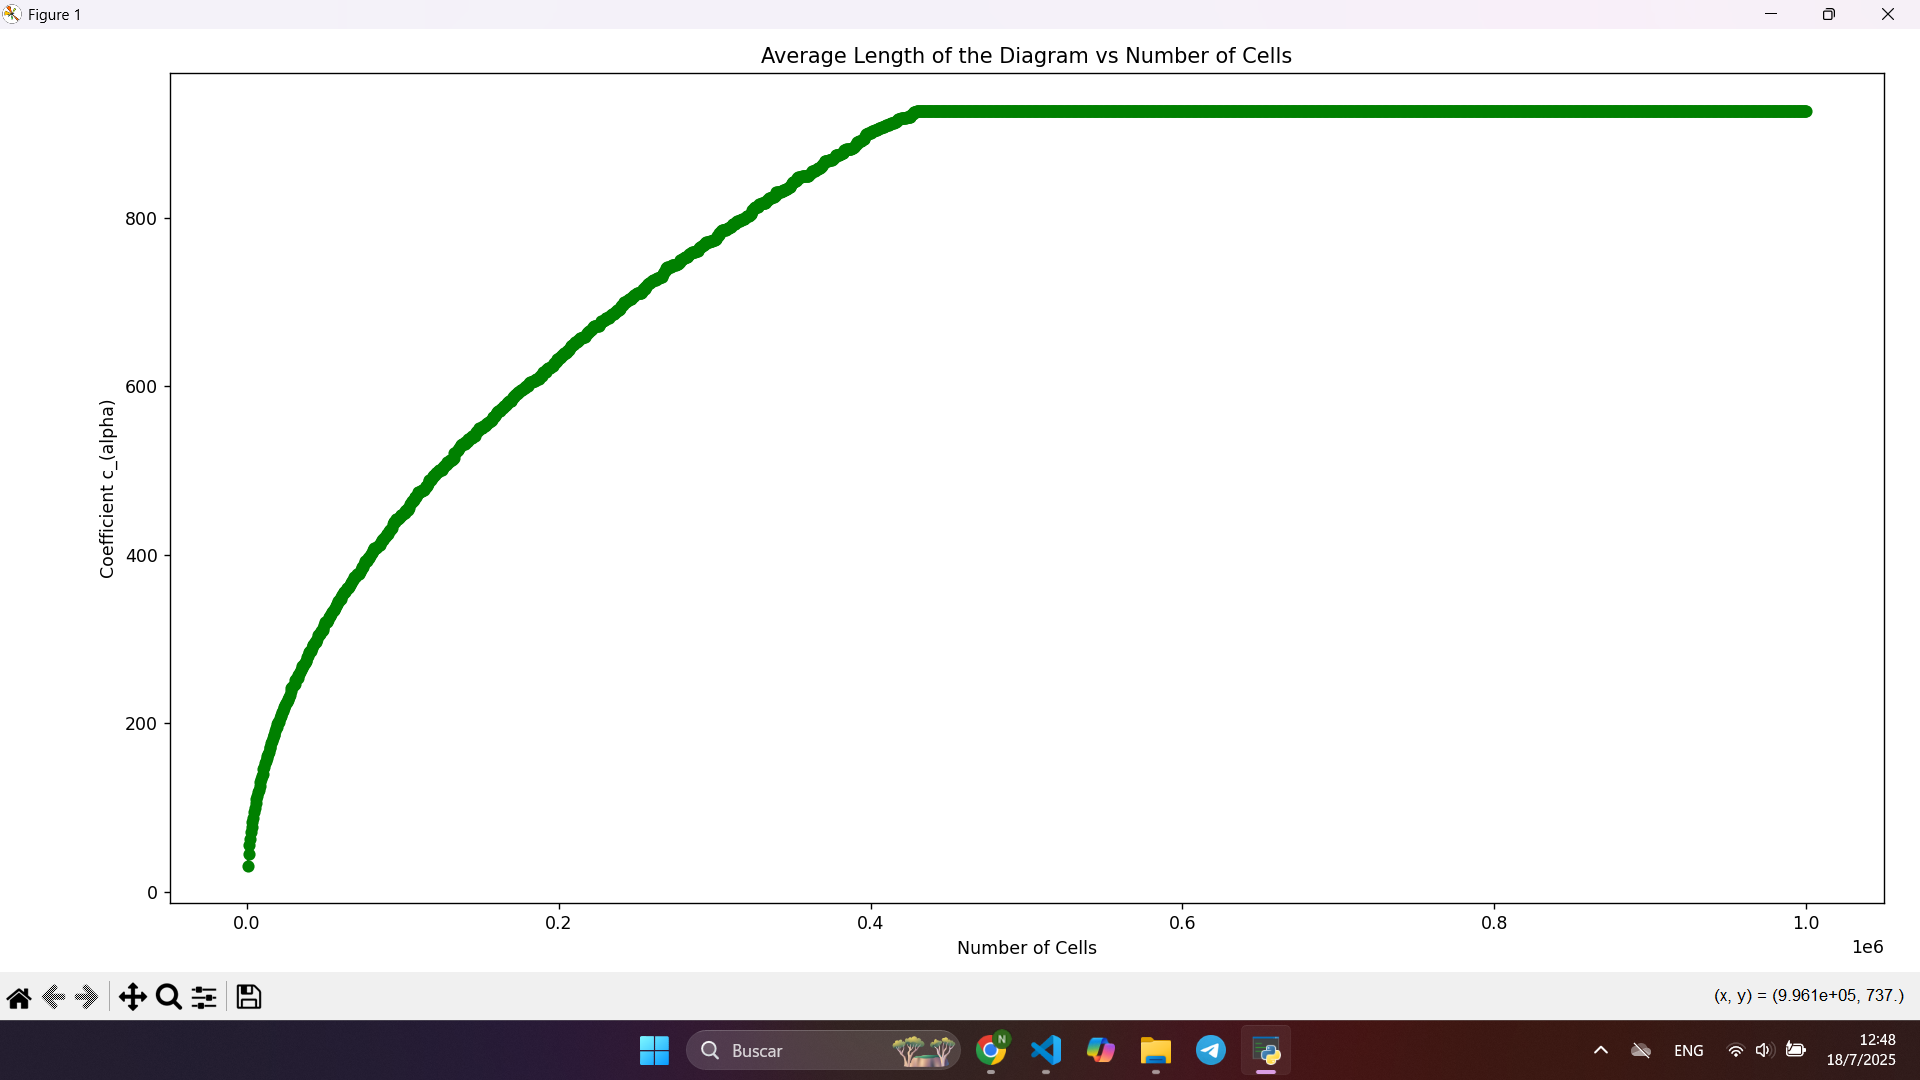 Figure 1
Average Length of the Diagram vs Number of Cells
Coefficient c_(alpha)
800
600
400
200
0
0.0 0.2 0.4 0.6 0.8 1.0
1e6
Number of Cells
(x, y) = (9.961e+05, 737.)
Buscar
N
ENG
12:48
18/7/2025